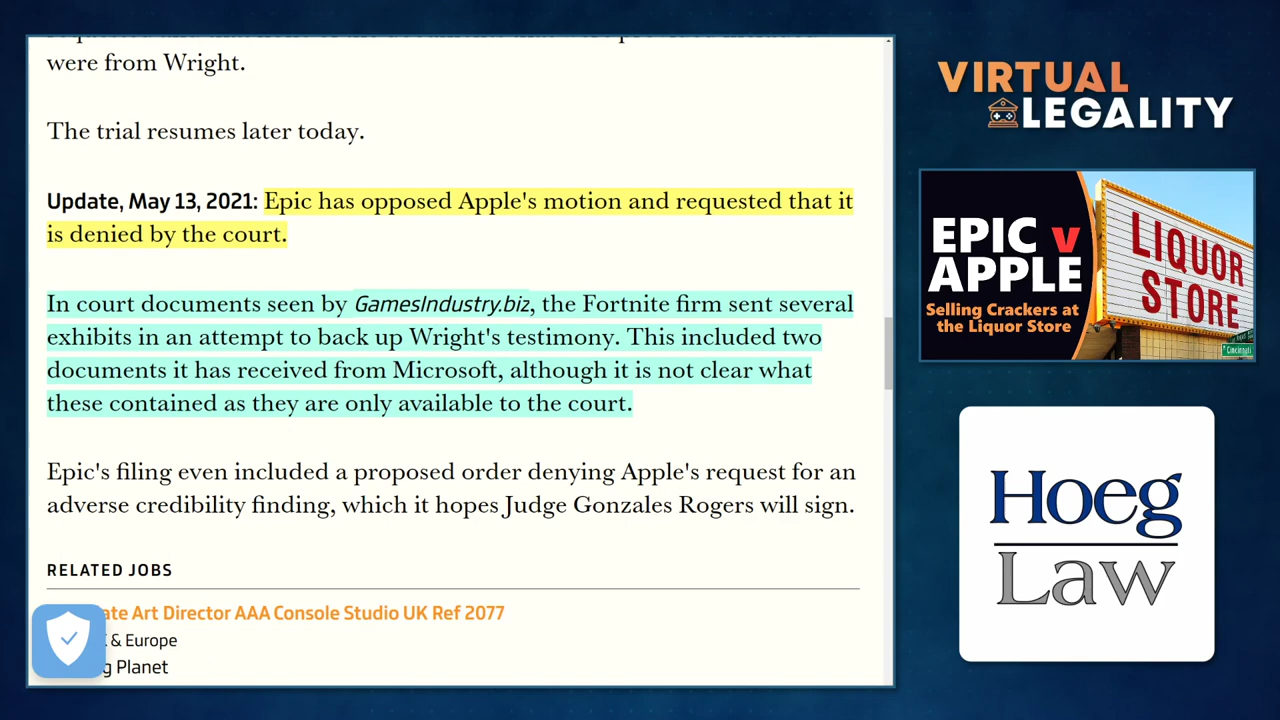 were from Wright.
The trial resumes later today.
Update, May 13, 2021: Epic has opposed Apple's motion and requested that it
is denied by the court.
In court documents seen by GamesIndustry.biz, the Fortnite firm sent several
exhibits in an attempt to back up Wright's testimony. This included two
documents it has received from Microsoft, although it is not clear what
these contained as they are only available to the court.
Epic's filing even included a proposed order denying Apple's request for an
adverse credibility finding, which it hopes Judge Gonzales Rogers will sign.
RELATED JOBS
Art Director AAA Console Studio UK Ref 2077
& Europe
Planet
VIRTUAL
LEGALITY
EPIC v
APPLE
Selling Crackers at
the Liquor Store
LIQUOR
STORE
Cincinnati
Hoeg
Law